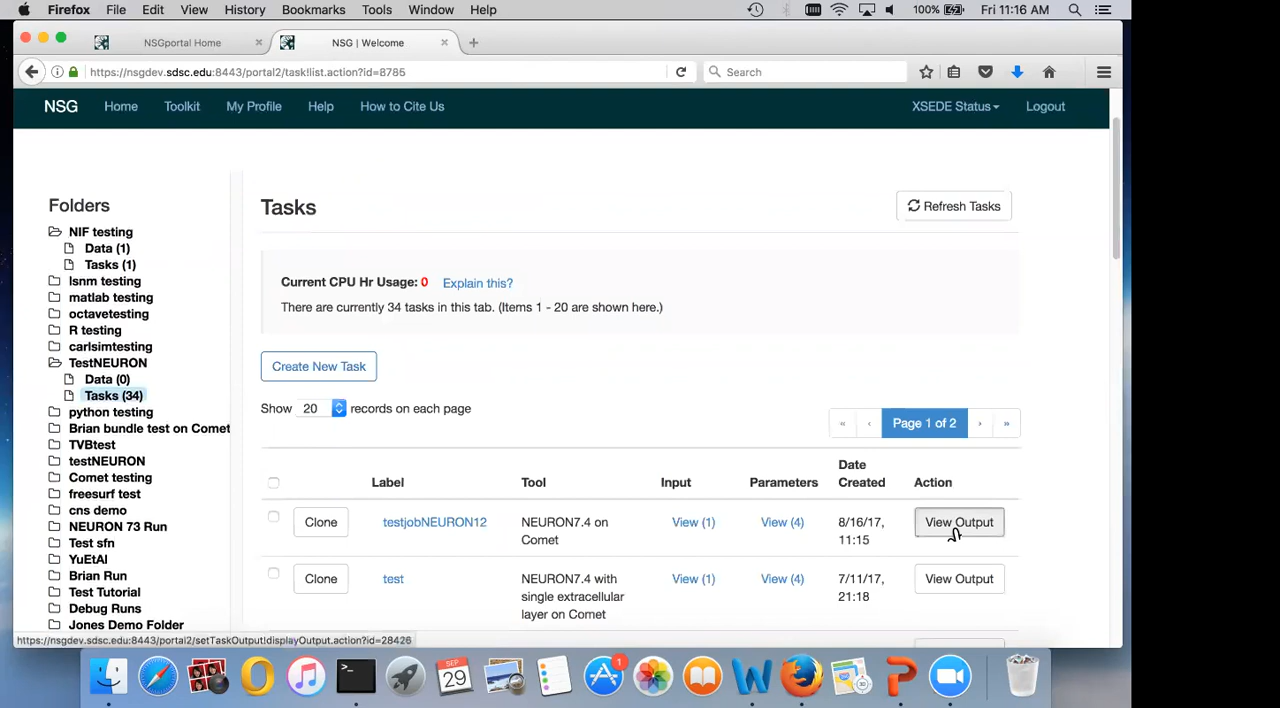 Firefox File Edit View History Bookmarks Tools Window Help 100% Fri 11:16 AM
NSGportal Home NSG | Welcome
https://nsgdev.sdsc.edu:8443/portal2/task!list.action?id=8785 Search
NSG Home Toolkit My Profile Help How to Cite Us XSEDE Status Logout
Folders
NIF testing
Data (1)
Tasks (1)
lsnm testing
matlab testing
octavetesting
R testing
carlsimtesting
TestNEURON
Data (0)
Tasks (34)
python testing
Brian bundle test on Comet
TVBtest
testNEURON
Comet testing
freesurf test
cns demo
NEURON 73 Run
Test sfn
YuEtAl
Brian Run
Test Tutorial
Debug Runs
Jones Demo Folder
Tasks
Refresh Tasks
Current CPU Hr Usage: 0 Explain this?
There are currently 34 tasks in this tab. (Items 1 - 20 are shown here.)
Create New Task
Show 20 records on each page
« ‹ Page 1 of 2 › »
Label Tool Input Parameters Date Created Action
Clone testjobNEURON12 NEURON7.4 on Comet View (1) View (4) 8/16/17, 11:15 View Output
Clone test NEURON7.4 with single extracellular layer on Comet View (1) View (4) 7/11/17, 21:18 View Output
https://nsgdev.sdsc.edu:8443/portal2/setTaskOutput!displayOutput.action?id=28426
SEP
29
1